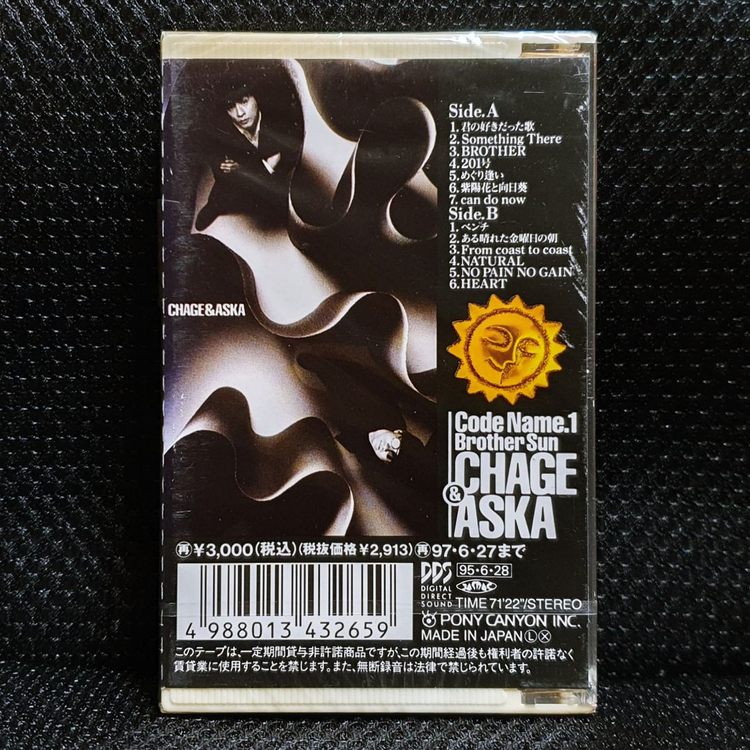 Side.A
1.君の好きだった歌
2.Something There
3.BROTHER
4.201号
5.めぐり逢い
6.紫陽花と向日葵
7.can do now
Side.B
1.ベンチ
2.ある晴れた金曜日の朝
3.From coast to coast
4.NATURAL
5.NO PAIN NO GAIN
6.HEART
CHAGE&ASKA
Code Name.1
Brother Sun
CHAGE
&
ASKA
再¥3,000(税込)(税抜価格¥2,913)再97・6・27まで
DDS 95・6・28
DIGITAL
DIRECT
SOUND
TIME 71'22"/STEREO
PONY CANYON INC.
MADE IN JAPAN Ⓛ Ⓧ
4 988013 432659
このテープは、一定期間貸与非許諾商品ですが、この期間経過後も権利者の許諾なく
賃貸業に使用することを禁じます。また、無断録音は法律で禁じられています。